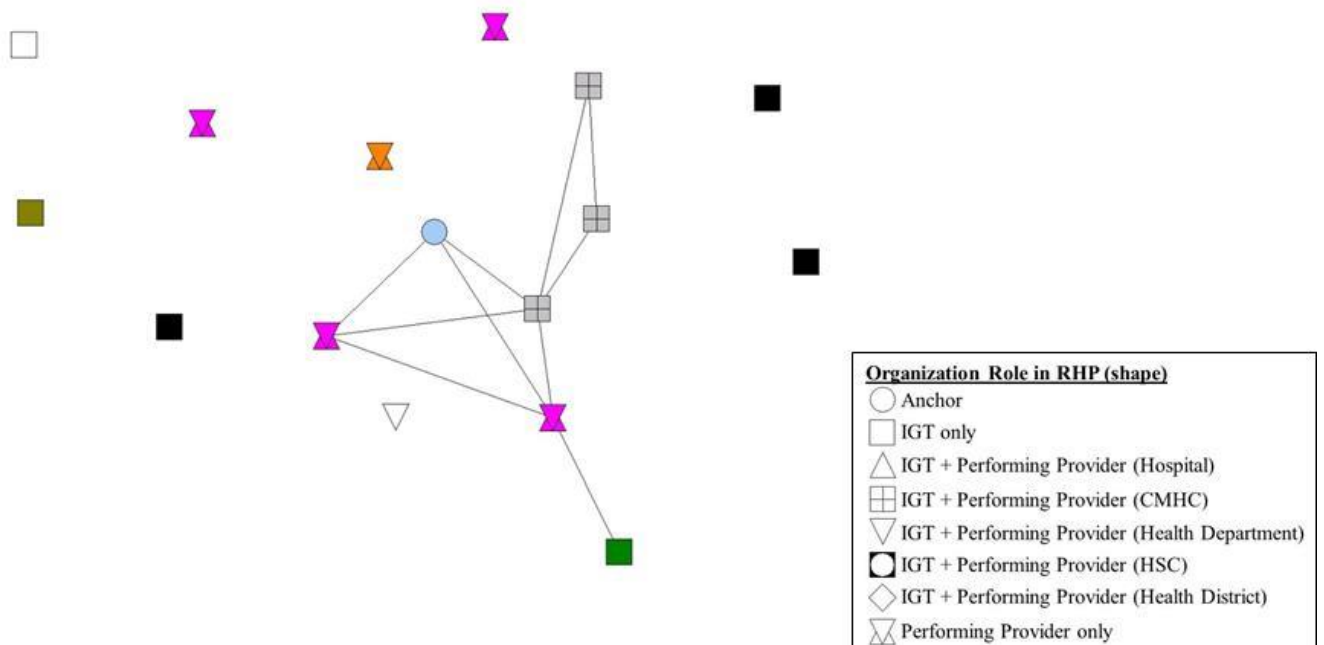 Organization Role in RHP (shape)
Anchor
IGT only
IGT + Performing Provider (Hospital)
IGT + Performing Provider (CMHC)
IGT + Performing Provider (Health Department)
IGT + Performing Provider (HSC)
IGT + Performing Provider (Health District)
Performing Provider only